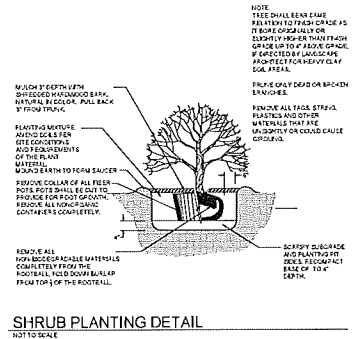 NOTE:
TREE SHALL BEAR SAME
RELATION TO FINISH GRADE AS
IT BORE ORIGINALLY OR
SLIGHTLY HIGHER THAN FINISH
GRADE UP TO 4" ABOVE GRADE,
IF DIRECTED BY LANDSCAPE
ARCHITECT FOR HEAVY CLAY
SOIL AREAS.
PRUNE ONLY DEAD OR BROKEN
BRANCHES.
REMOVE ALL TAGS, STRING,
PLASTICS AND OTHER
MATERIALS THAT ARE
UNSIGHTLY OR COULD CAUSE
GIRDLING.
MULCH 3" DEPTH WITH
SHREDDED HARDWOOD BARK,
NATURAL IN COLOR. PULL BACK
3" FROM TRUNK.
PLANTING MIXTURE
AMEND SOILS PER
SITE CONDITIONS
AND REQUIREMENTS
OF THE PLANT
MATERIAL.
MOUND EARTH TO FORM SAUCER
REMOVE COLLAR OF ALL FIBER
POTS. POTS SHALL BE CUT TO
PROVIDE FOR ROOT GROWTH.
REMOVE ALL NONORGANIC
CONTAINERS COMPLETELY.
4"
REMOVE ALL
NON-BIODEGRADABLE MATERIALS
COMPLETELY FROM THE
ROOTBALL. FOLD DOWN BURLAP
FROM TOP ⅓ OF THE ROOTBALL.
SCARIFY SUBGRADE
AND PLANTING PIT
SIDES. RECOMPACT
BASE OF TO 4"
DEPTH.
SHRUB PLANTING DETAIL
NOT TO SCALE